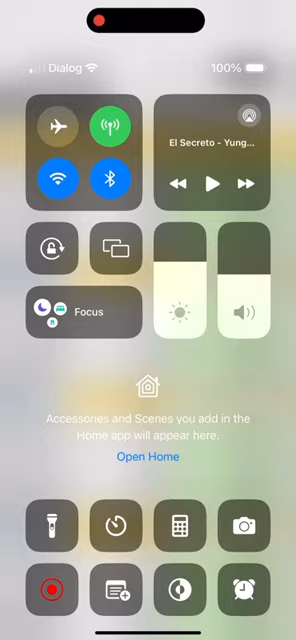 Dialog
100%
El Secreto - Yung...
Focus
Accessories and Scenes you add in the
Home app will appear here.
Open Home